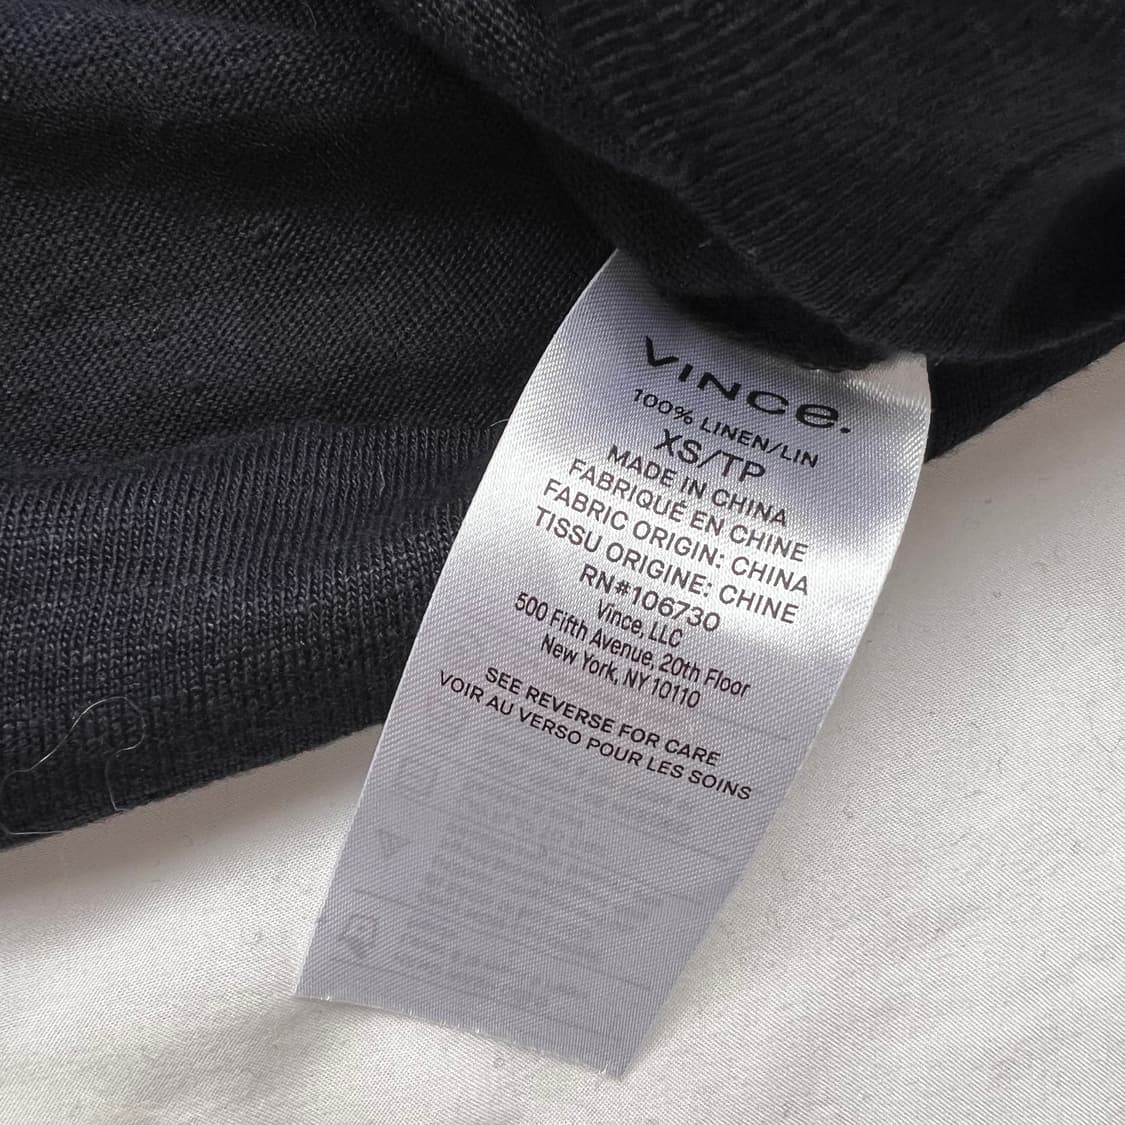 VINCe.
100% LINEN/LIN
XS/TP
MADE IN CHINA
FABRIQUÉ EN CHINE
FABRIC ORIGIN: CHINA
TISSU ORIGINE: CHINE
RN#106730
Vince, LLC
500 Fifth Avenue, 20th Floor
New York, NY 10110
SEE REVERSE FOR CARE
VOIR AU VERSO POUR LES SOINS